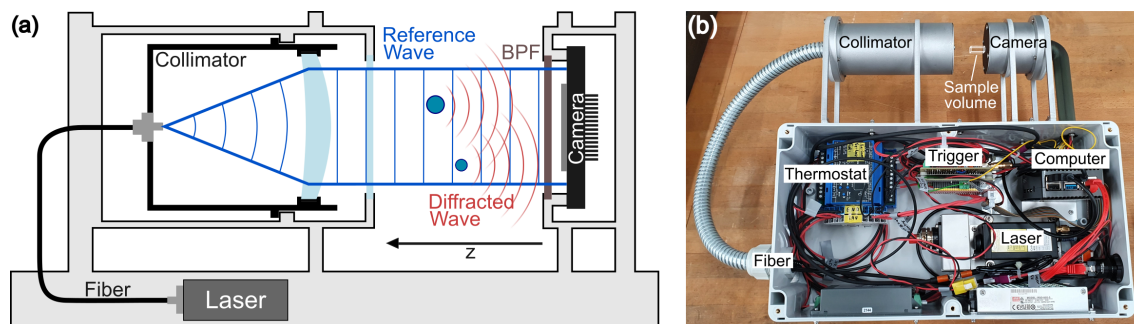 (a)
Collimator
Reference
Wave
BPF
Camera
Diffracted
Wave
z
Fiber
Laser
(b)
Collimator
Camera
Sample
volume
Trigger
Computer
Thermostat
Laser
Fiber